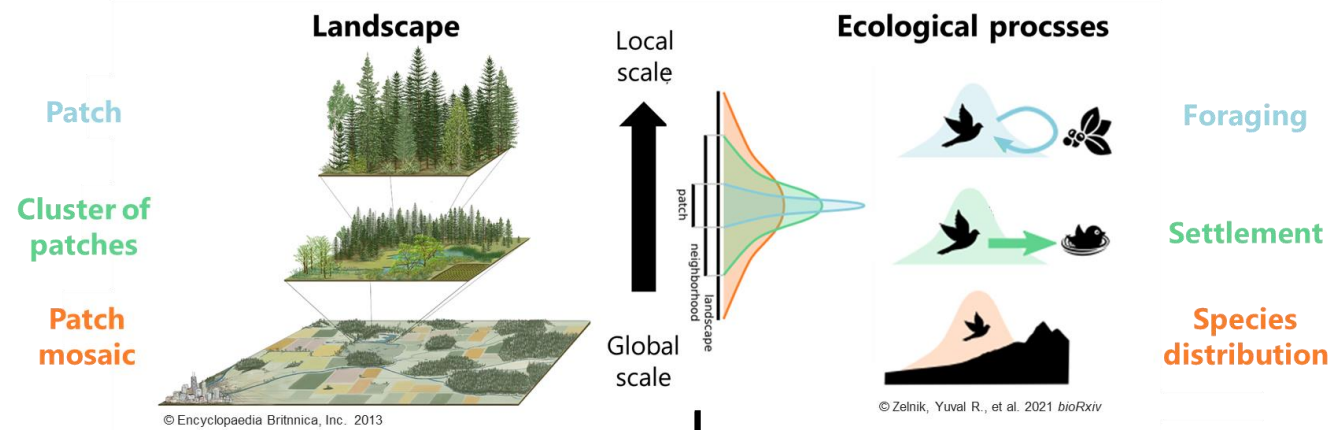 Landscape
Ecological procsses
Local
scale
Patch
Foraging
Cluster of
patches
patch
neighborhood
landscape
Settlement
Patch
mosaic
Global
scale
Species
distribution
© Encyclopaedia Britnnica, Inc. 2013
© Zelnik, Yuval R., et al. 2021 bioRxiv